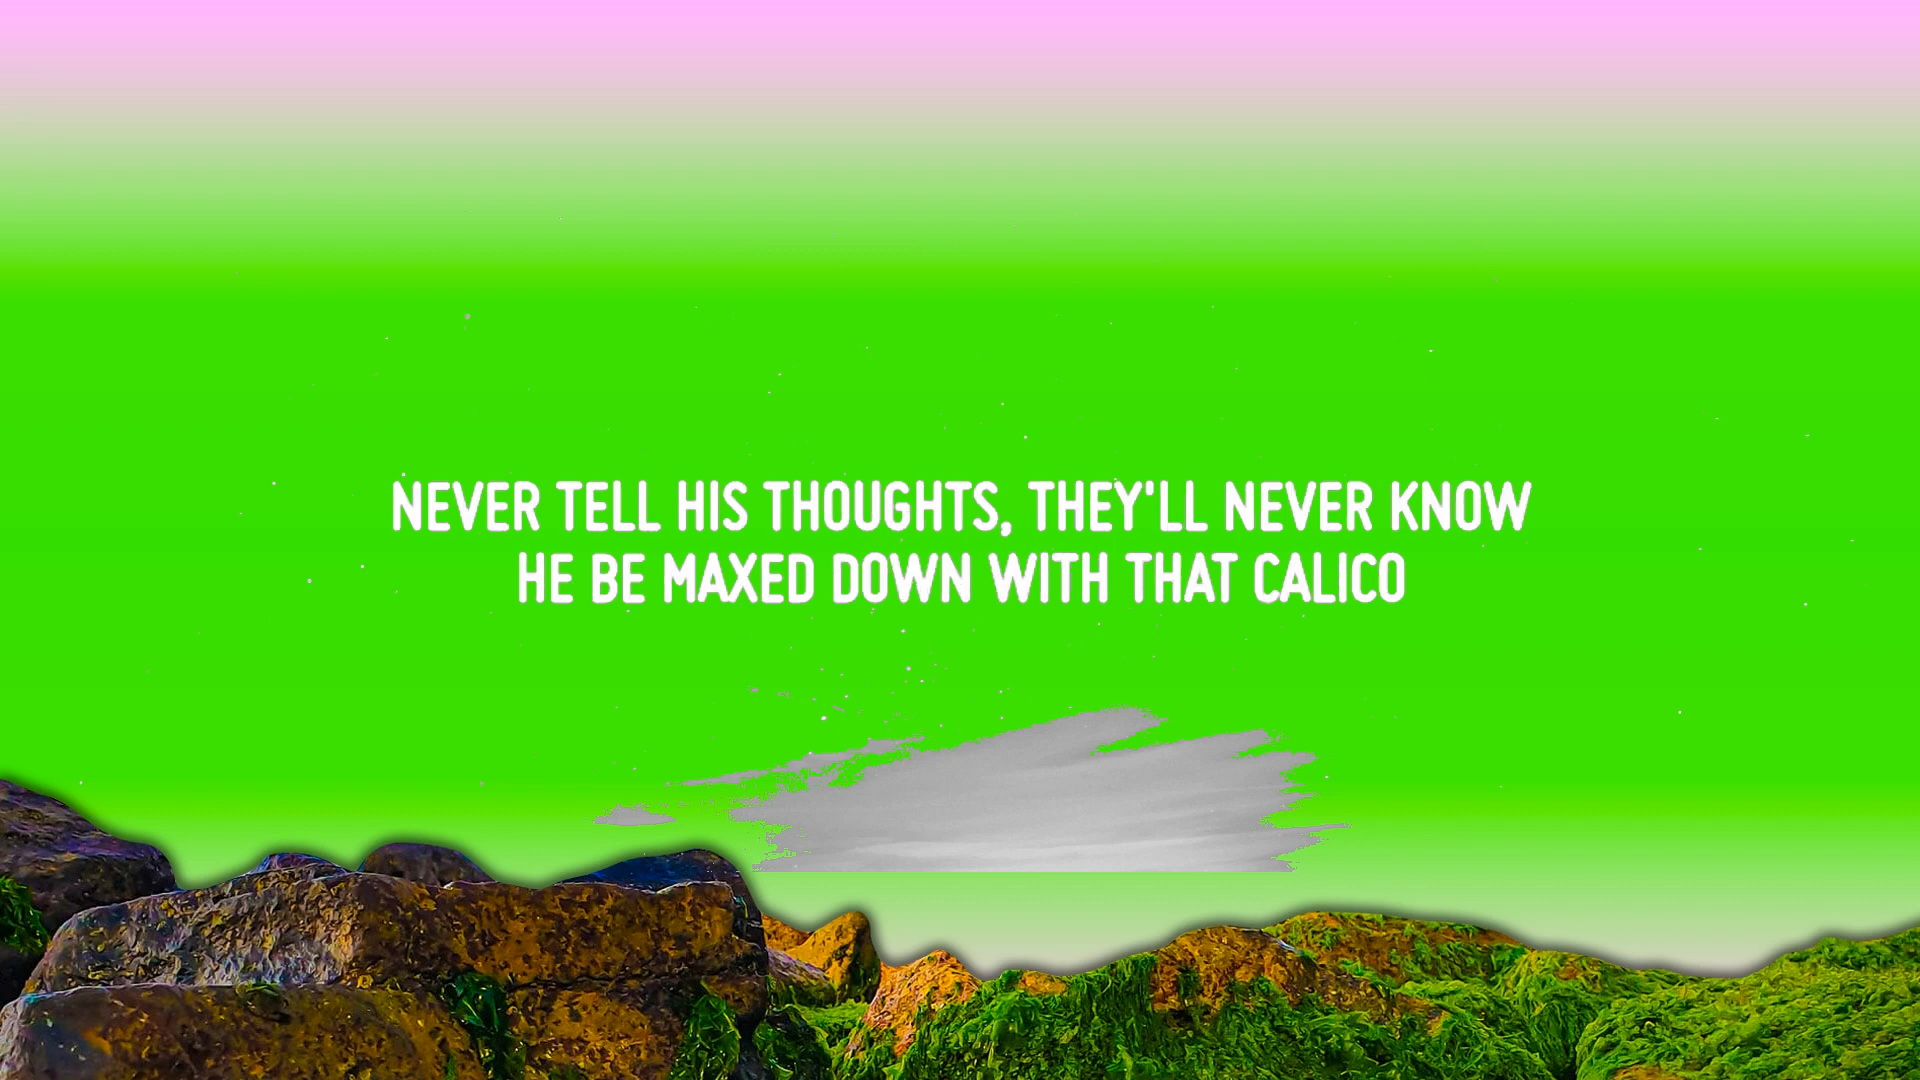 NEVER TELL HIS THOUGHTS, THEY'LL NEVER KNOW
HE BE MAXED DOWN WITH THAT CALICO